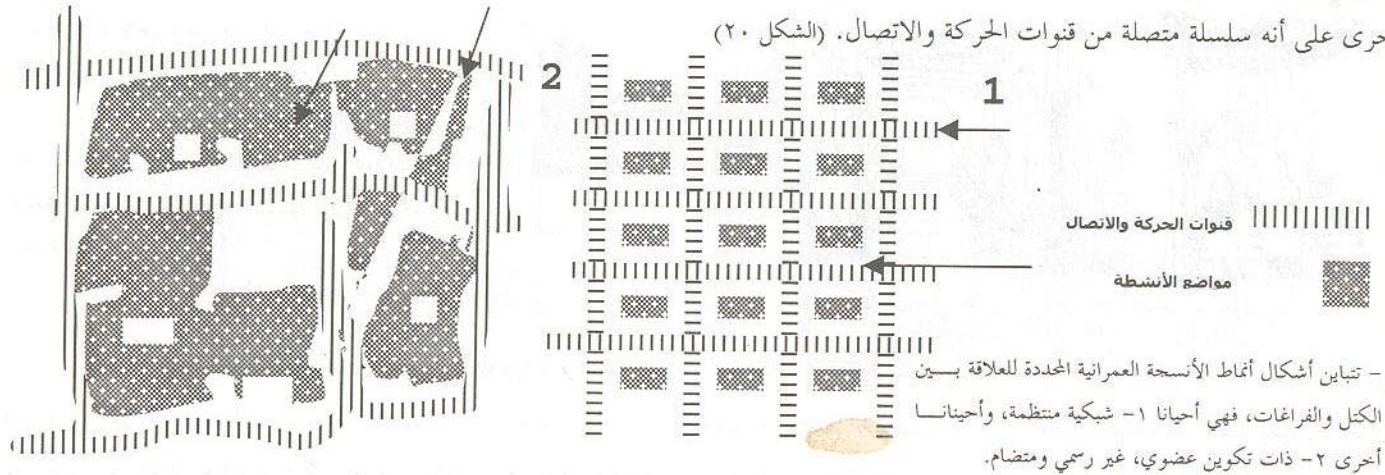 حرى على أنه سلسلة متصلة من قنوات الحركة والاتصال. (الشكل ٢٠)
1
2
قنوات الحركة والاتصال
مواضع الأنشطة
– تتباين أشكال أنماط الأنسجة العمرانية المحددة للعلاقة بـــين
الكتل والفراغات، فهي أحيانا ١– شبكية منتظمة، وأحينانـــا
أخرى ٢– ذات تكوين عضوي، غير رسمي ومتضام.